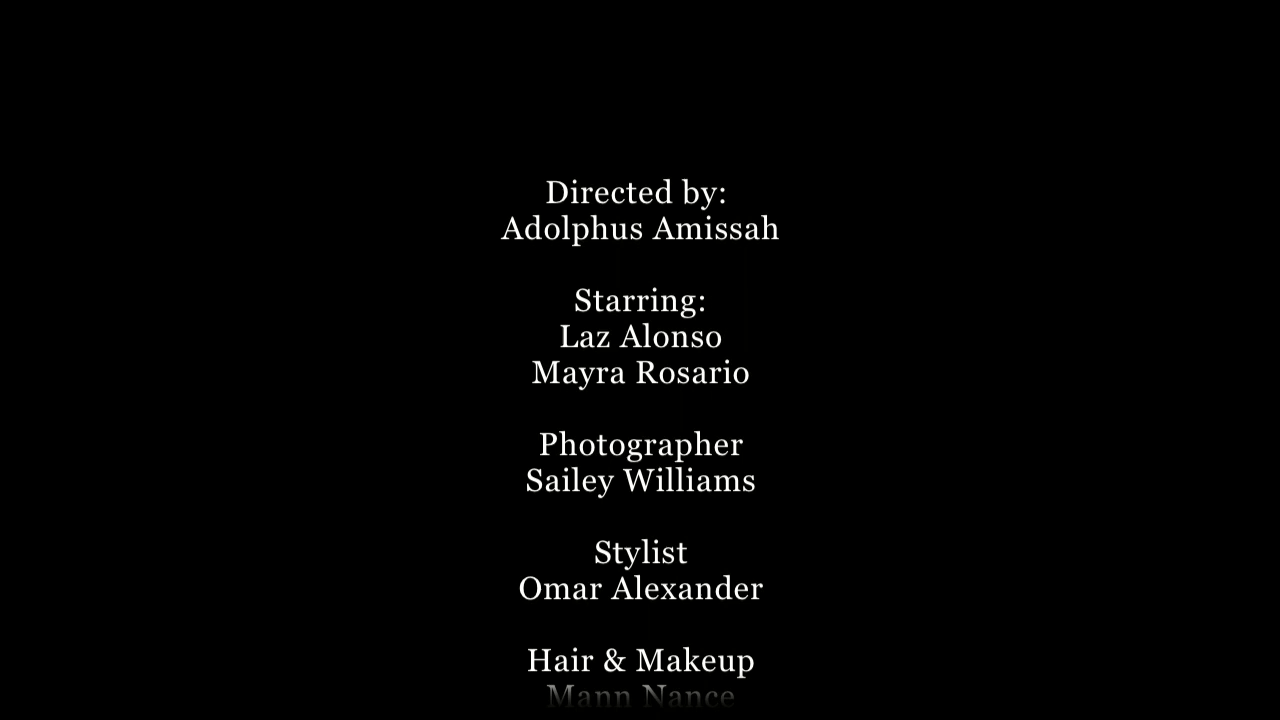 Directed by:
Adolphus Amissah
Starring:
Laz Alonso
Mayra Rosario
Photographer
Sailey Williams
Stylist
Omar Alexander
Hair & Makeup
Mann Nance